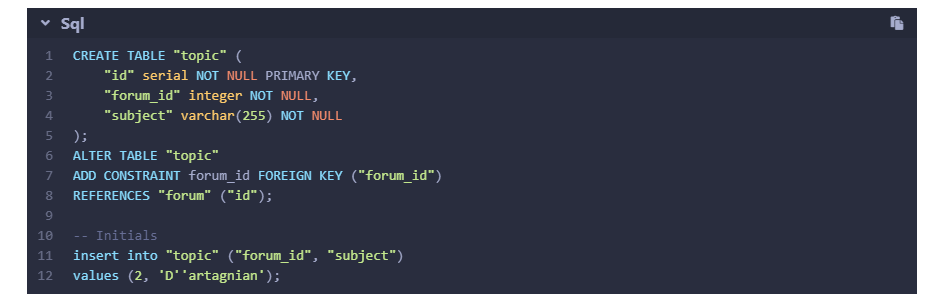 Sql
1 CREATE TABLE "topic" (
2     "id" serial NOT NULL PRIMARY KEY,
3     "forum_id" integer NOT NULL,
4     "subject" varchar(255) NOT NULL
5 );
6 ALTER TABLE "topic"
7 ADD CONSTRAINT forum_id FOREIGN KEY ("forum_id")
8 REFERENCES "forum" ("id");
9
10 -- Initials
11 insert into "topic" ("forum_id", "subject")
12 values (2, 'D''artagnian');